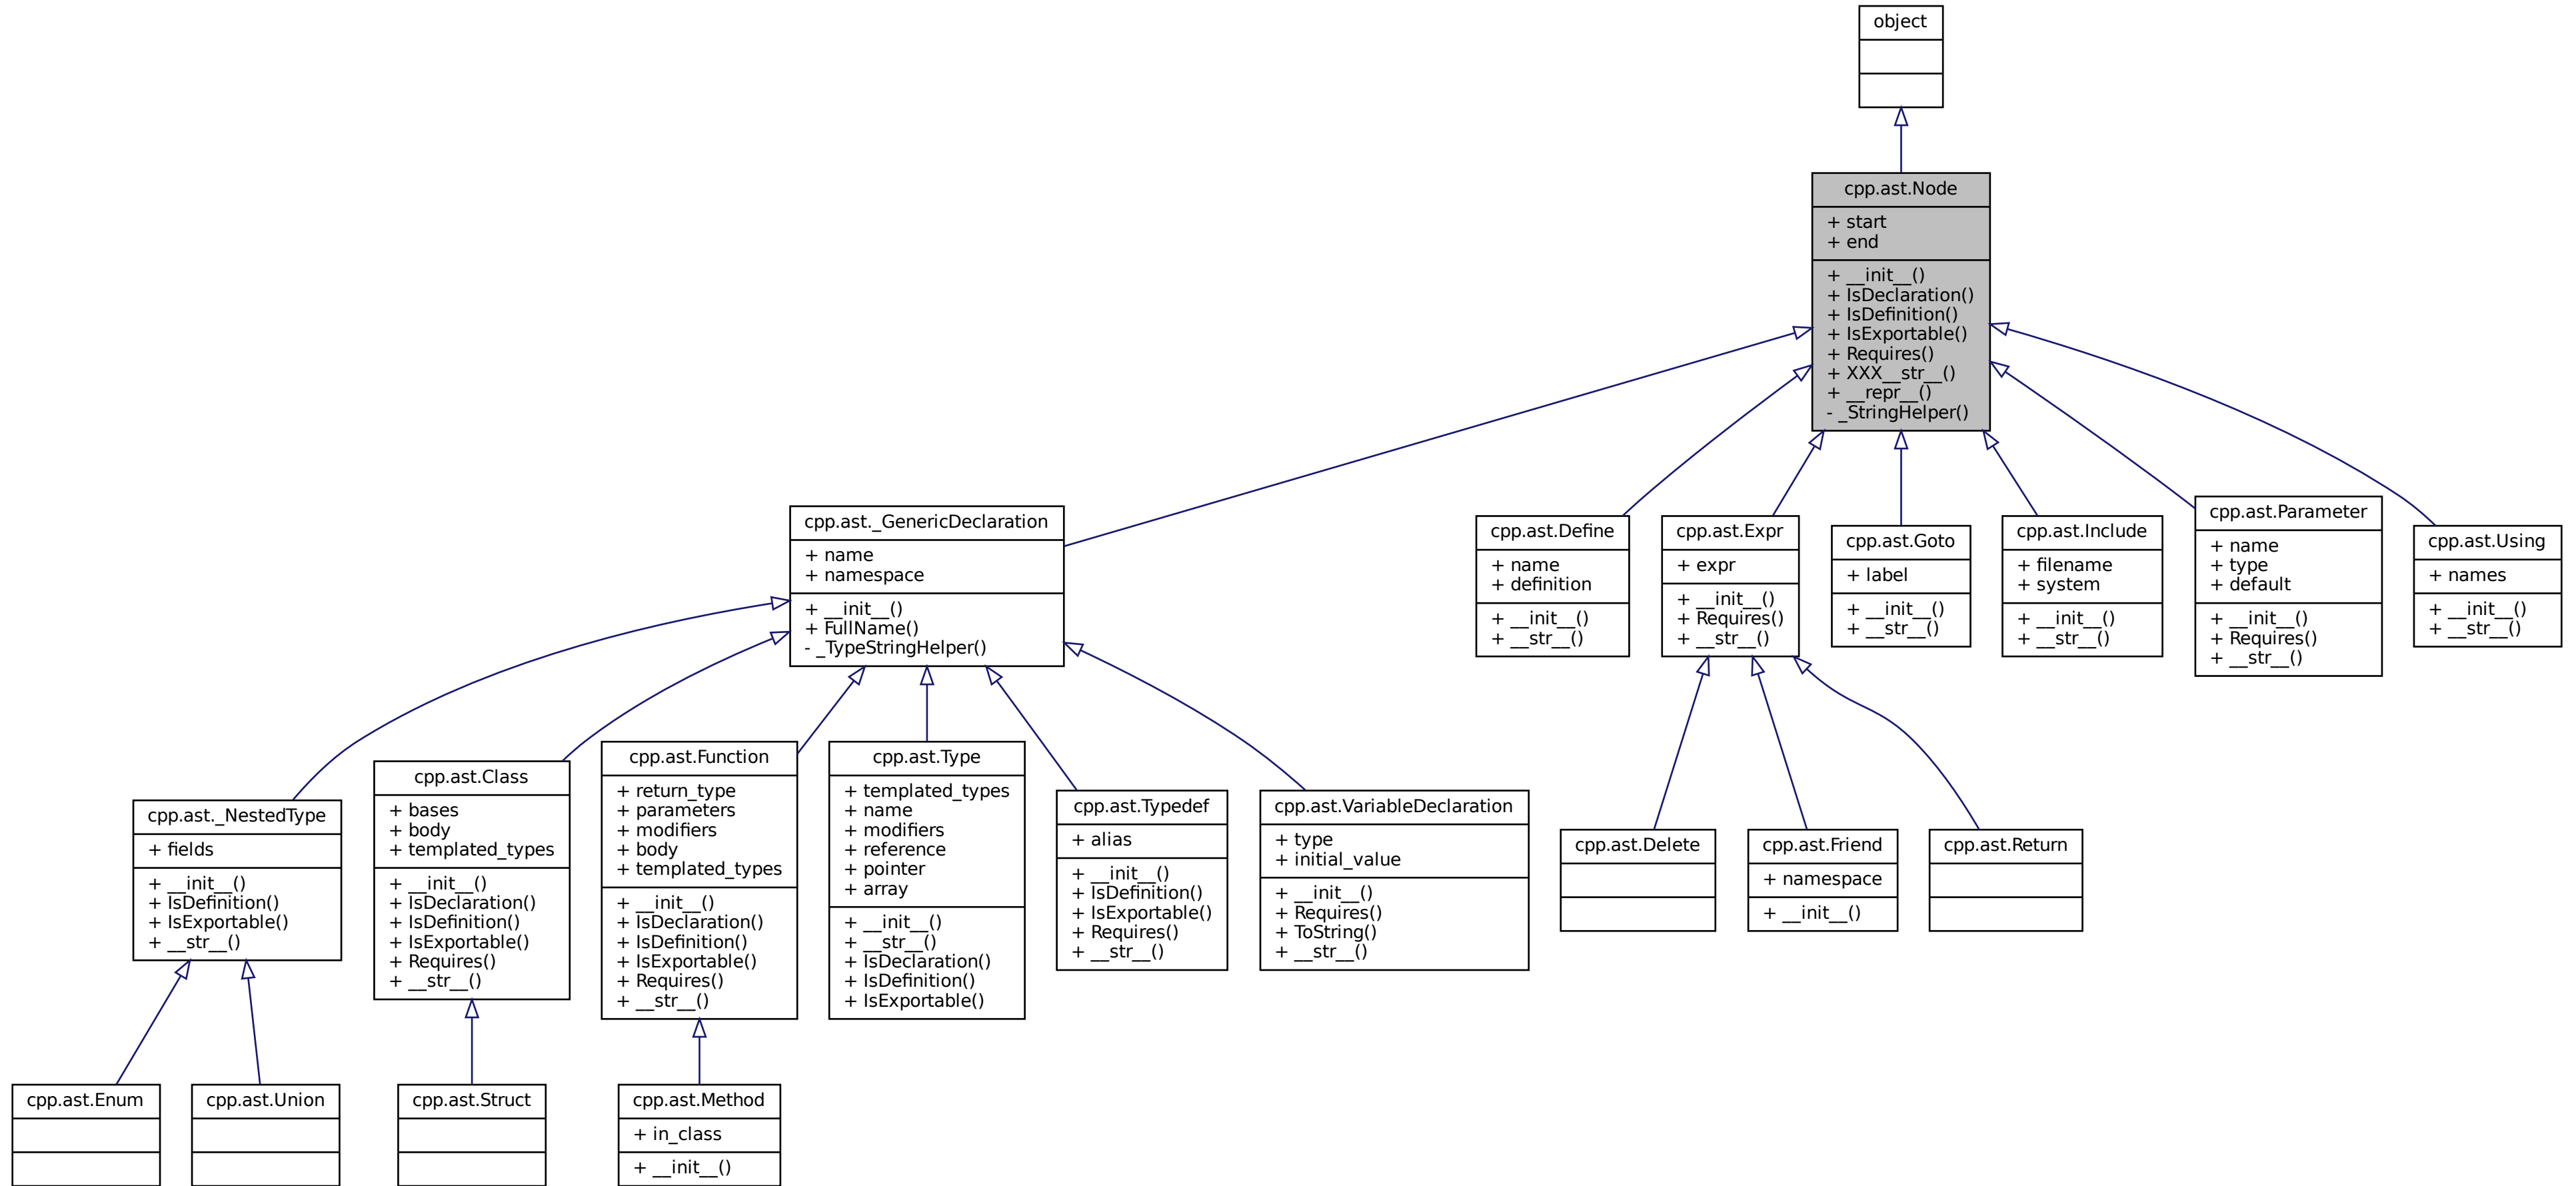 object
cpp.ast.Node
+ start
+ end
+ __init__()
+ IsDeclaration()
+ IsDefinition()
+ IsExportable()
+ Requires()
+ XXX__str__()
+ __repr__()
- _StringHelper()
cpp.ast._GenericDeclaration
+ name
+ namespace
+ __init__()
+ FullName()
- _TypeStringHelper()
cpp.ast.Define
+ name
+ definition
+ __init__()
+ __str__()
cpp.ast.Expr
+ expr
+ __init__()
+ Requires()
+ __str__()
cpp.ast.Goto
+ label
+ __init__()
+ __str__()
cpp.ast.Include
+ filename
+ system
+ __init__()
+ __str__()
cpp.ast.Parameter
+ name
+ type
+ default
+ __init__()
+ Requires()
+ __str__()
cpp.ast.Using
+ names
+ __init__()
+ __str__()
cpp.ast._NestedType
+ fields
+ __init__()
+ IsDefinition()
+ IsExportable()
+ __str__()
cpp.ast.Class
+ bases
+ body
+ templated_types
+ __init__()
+ IsDeclaration()
+ IsDefinition()
+ IsExportable()
+ Requires()
+ __str__()
cpp.ast.Function
+ return_type
+ parameters
+ modifiers
+ body
+ templated_types
+ __init__()
+ IsDeclaration()
+ IsDefinition()
+ IsExportable()
+ Requires()
+ __str__()
cpp.ast.Type
+ templated_types
+ name
+ modifiers
+ reference
+ pointer
+ array
+ __init__()
+ __str__()
+ IsDeclaration()
+ IsDefinition()
+ IsExportable()
cpp.ast.Typedef
+ alias
+ __init__()
+ IsDefinition()
+ IsExportable()
+ Requires()
+ __str__()
cpp.ast.VariableDeclaration
+ type
+ initial_value
+ __init__()
+ Requires()
+ ToString()
+ __str__()
cpp.ast.Delete
cpp.ast.Friend
+ namespace
+ __init__()
cpp.ast.Return
cpp.ast.Enum
cpp.ast.Union
cpp.ast.Struct
cpp.ast.Method
+ in_class
+ __init__()